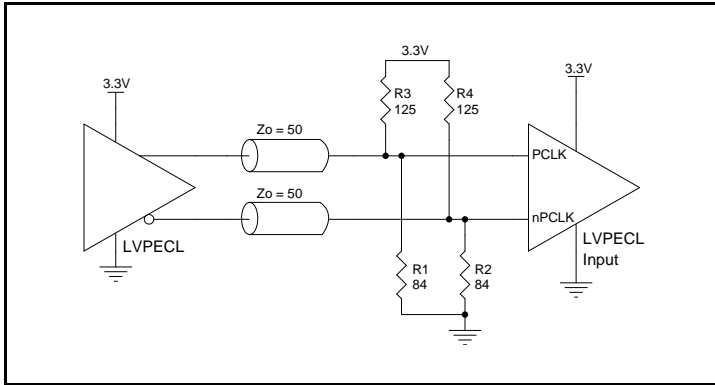 3.3V
3.3V
3.3V
R3
125
R4
125
Zo = 50
PCLK
Zo = 50
nPCLK
LVPECL
LVPECL
Input
R1
84
R2
84